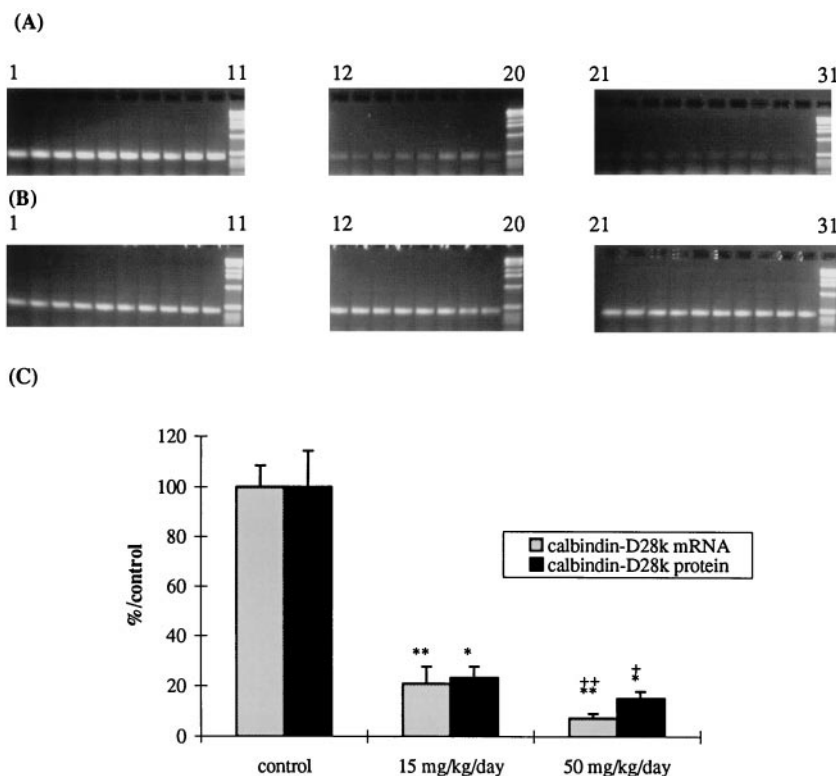 (A)
1 11 12 20 21 31
(B)
1 11 12 20 21 31
(C)
120
100
80
60
40
20
0
%/control
calbindin-D28k mRNA
calbindin-D28k protein
** *
‡‡ ‡
** *
control 15 mg/kg/day 50 mg/kg/day